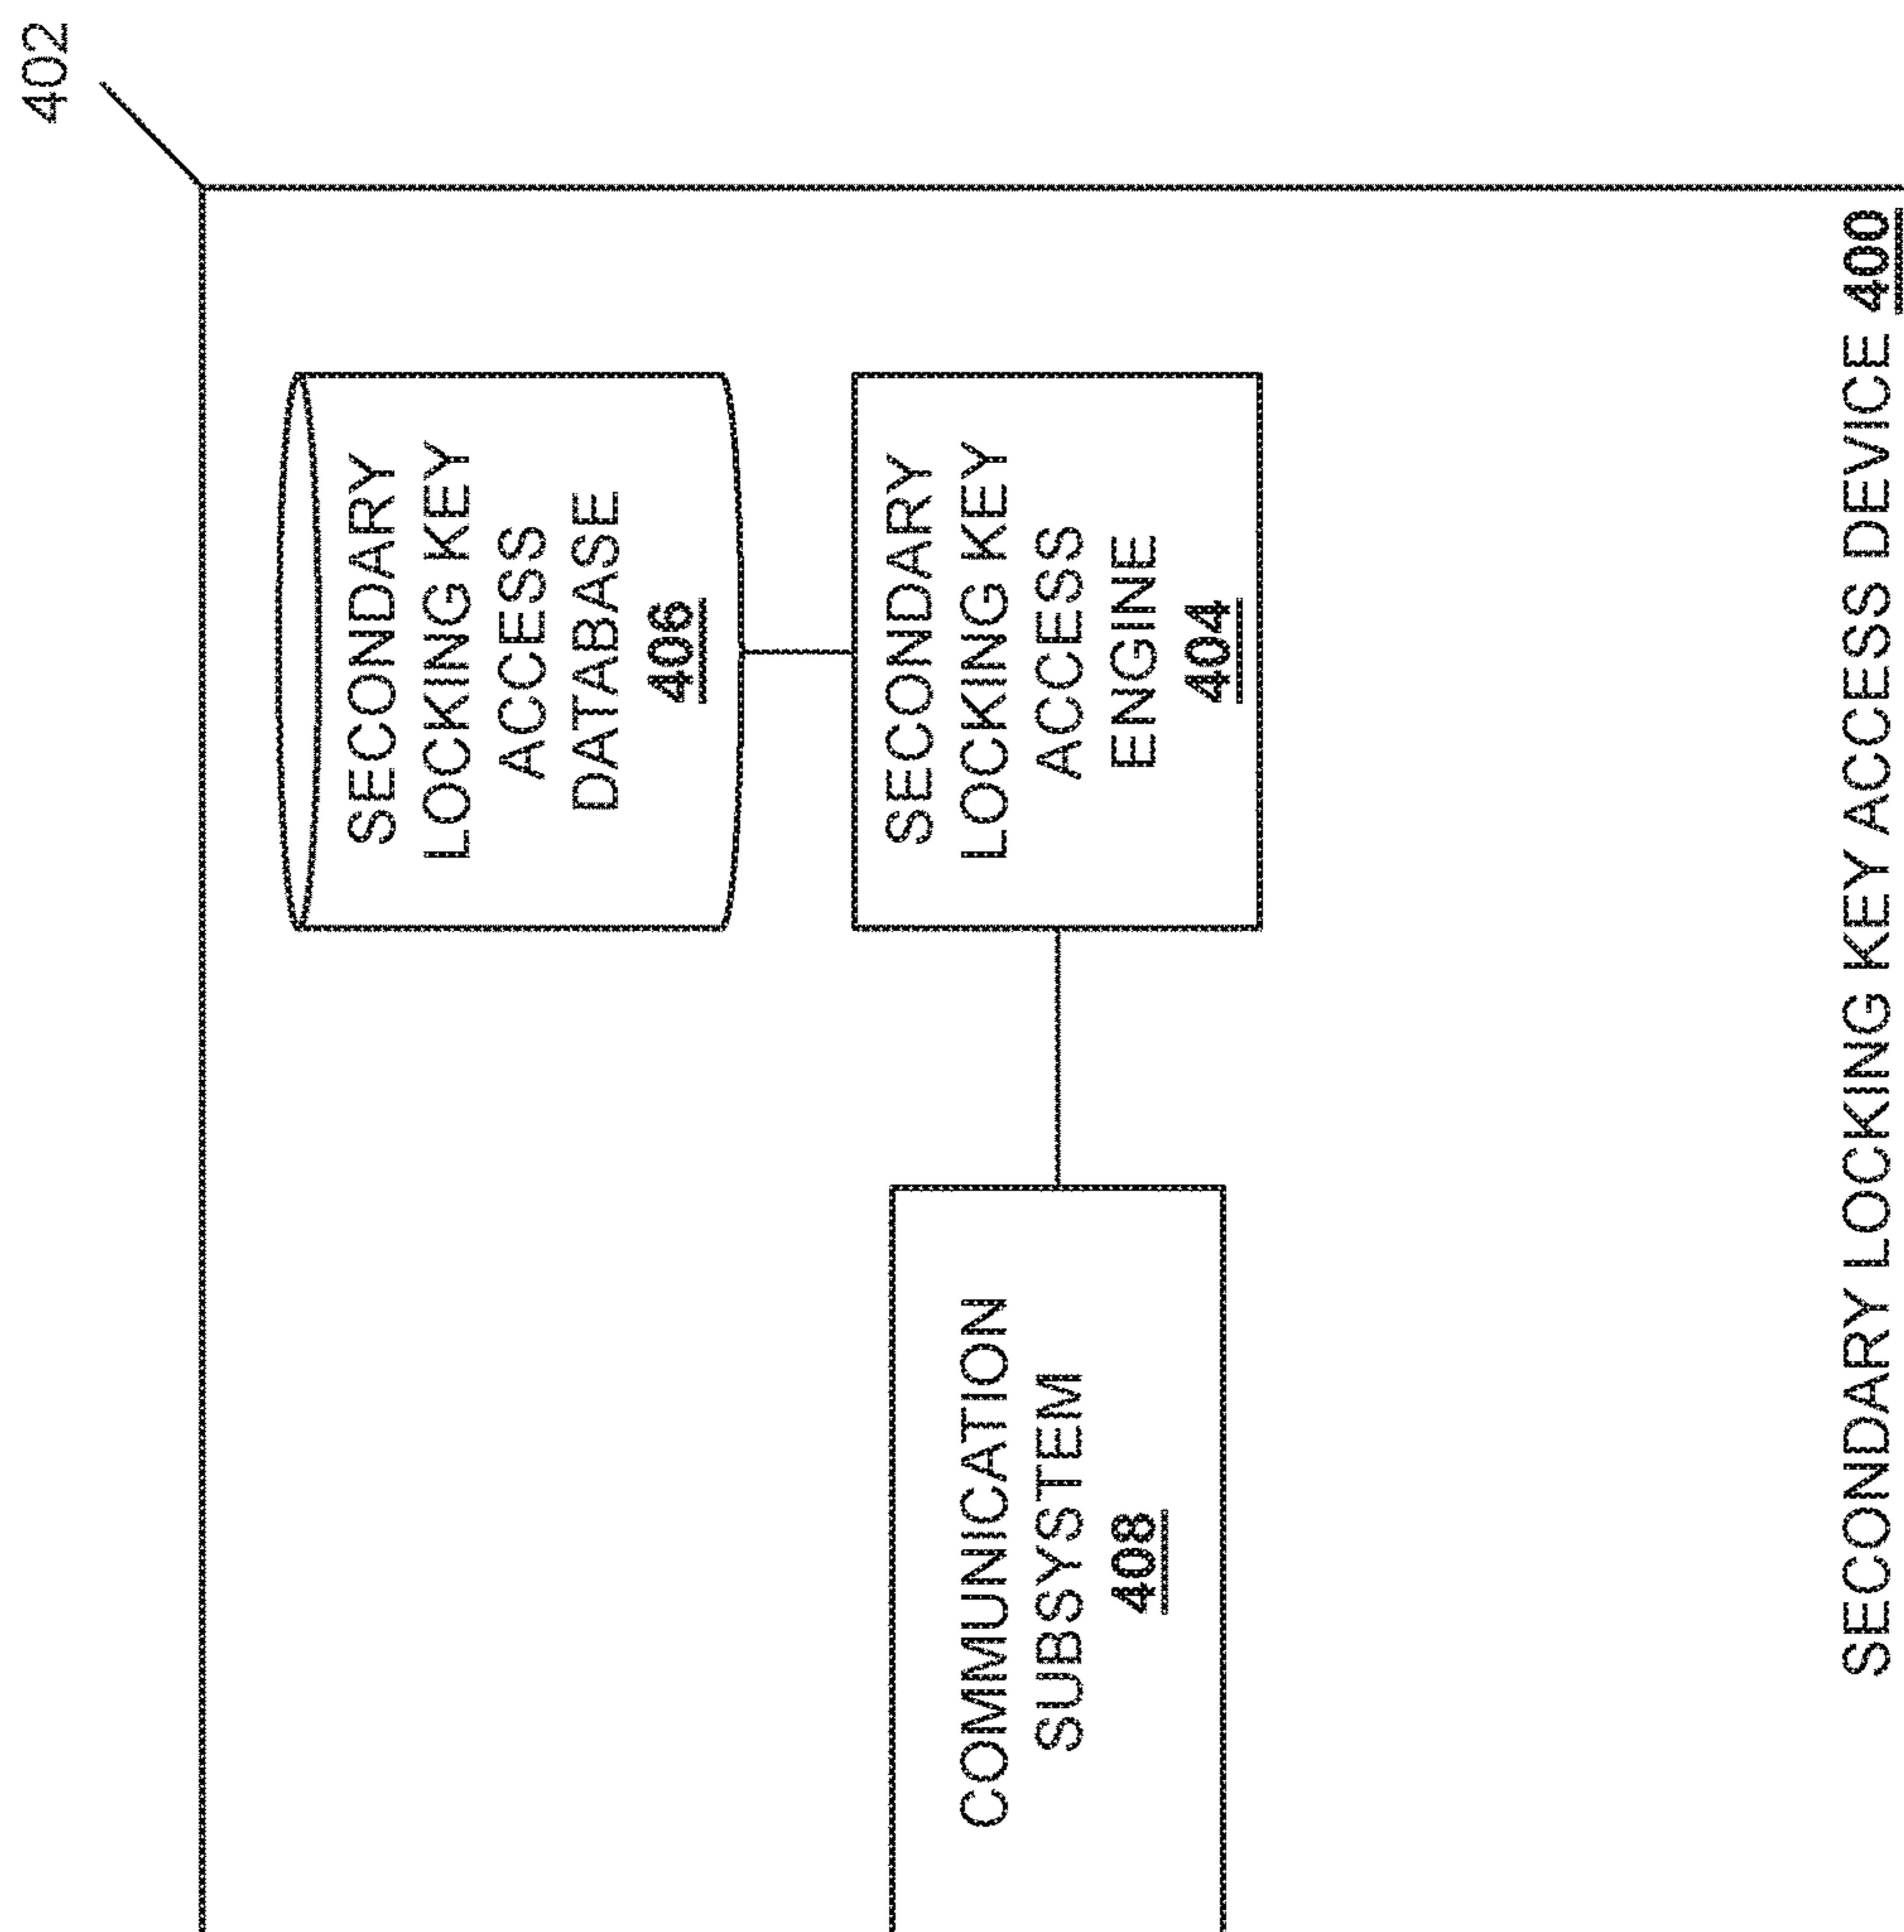 402
SECONDARY
LOCKING KEY
ACCESS
DATABASE
406
COMMUNICATION
SUBSYSTEM
408
SECONDARY
LOCKING KEY
ACCESS
ENGINE
404
SECONDARY LOCKING KEY ACCESS DEVICE 400